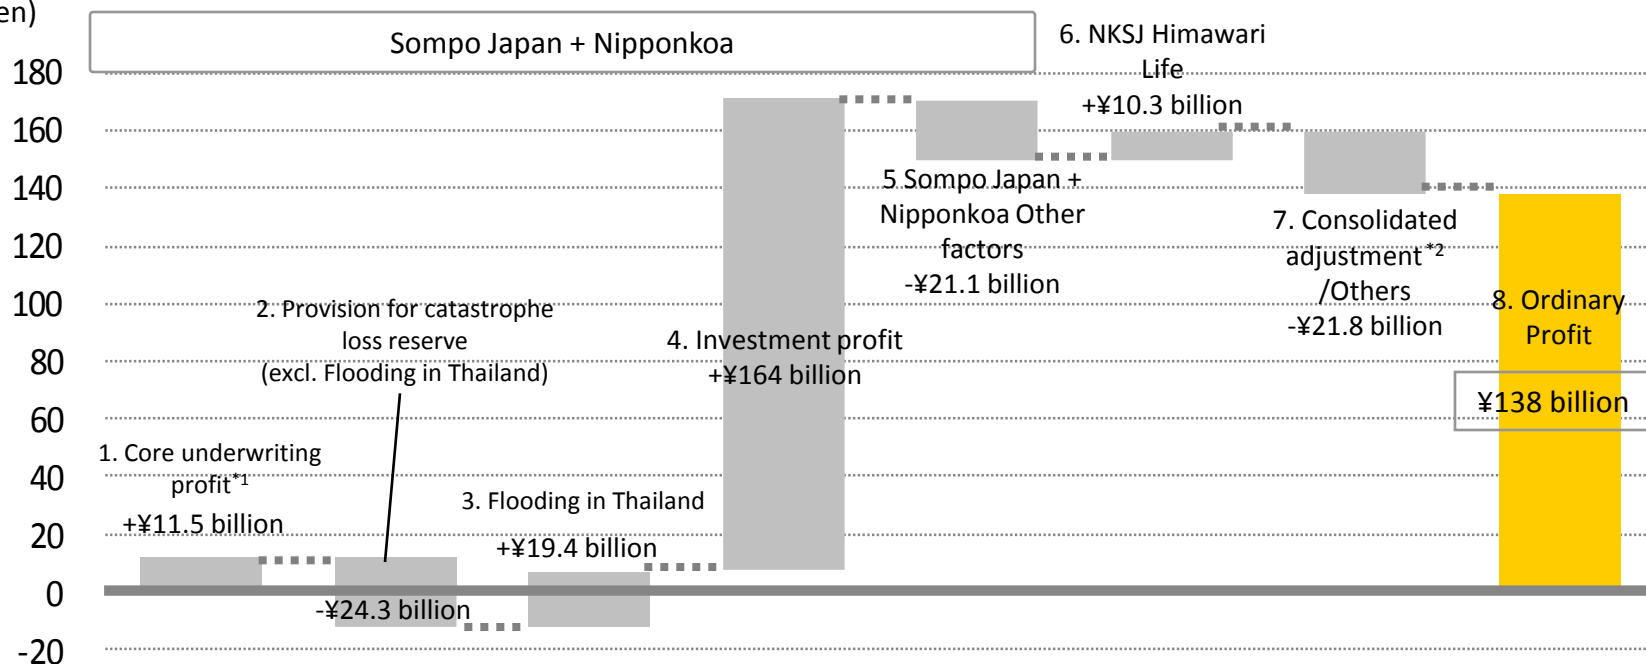 en)
Sompo Japan + Nipponkoa
6. NKSJ Himawari
Life
+¥10.3 billion
180
160
140
120
100
80
60
40
20
0
-20
5 Sompo Japan +
Nipponkoa Other
factors
-¥21.1 billion
7. Consolidated
adjustment *2
/Others
-¥21.8 billion
8. Ordinary
Profit
¥138 billion
2. Provision for catastrophe
loss reserve
(excl. Flooding in Thailand)
4. Investment profit
+¥164 billion
1. Core underwriting
profit*1
+¥11.5 billion
3. Flooding in Thailand
+¥19.4 billion
-¥24.3 billion